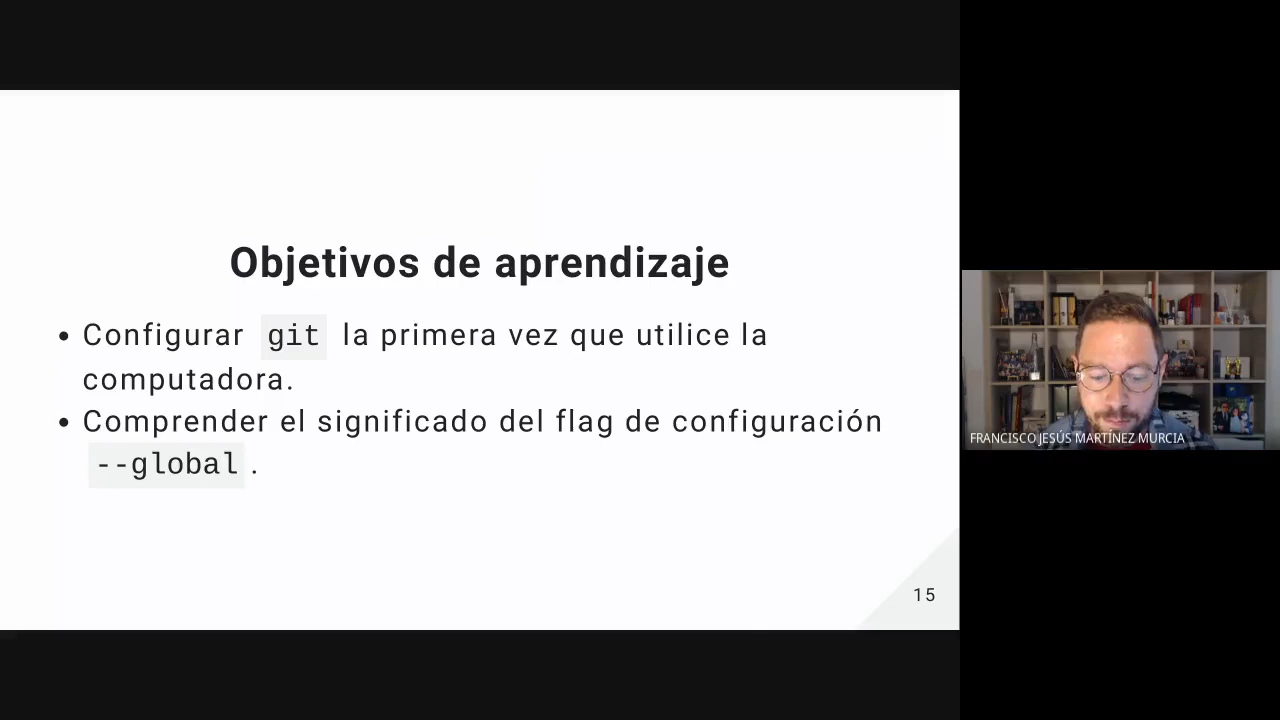 Objetivos de aprendizaje
• Configurar git la primera vez que utilice la
computadora.
• Comprender el significado del flag de configuración
--global .
15
FRANCISCO JESÚS MARTÍNEZ MURCIA